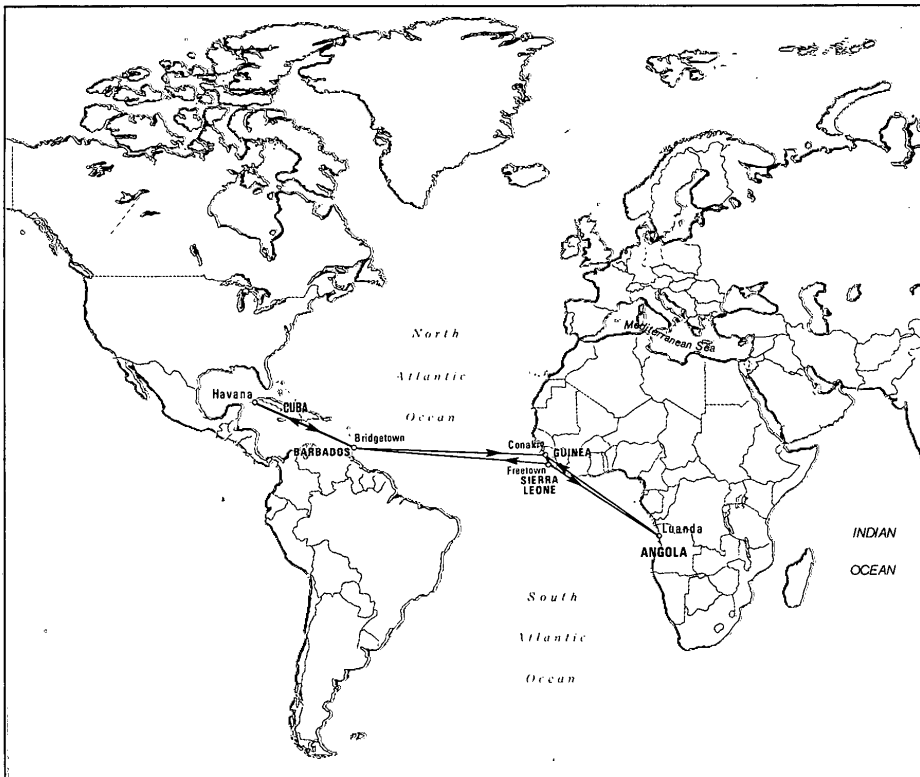 North
Mediterranean Sea
Atlantic
Havana
CUBA
Ocean
Bridgetown
BARBADOS
Conakry
GUINEA
Freetown
SIERRA
LEONE
Luanda
ANGOLA
INDIAN
OCEAN
South
Atlantic
Ocean